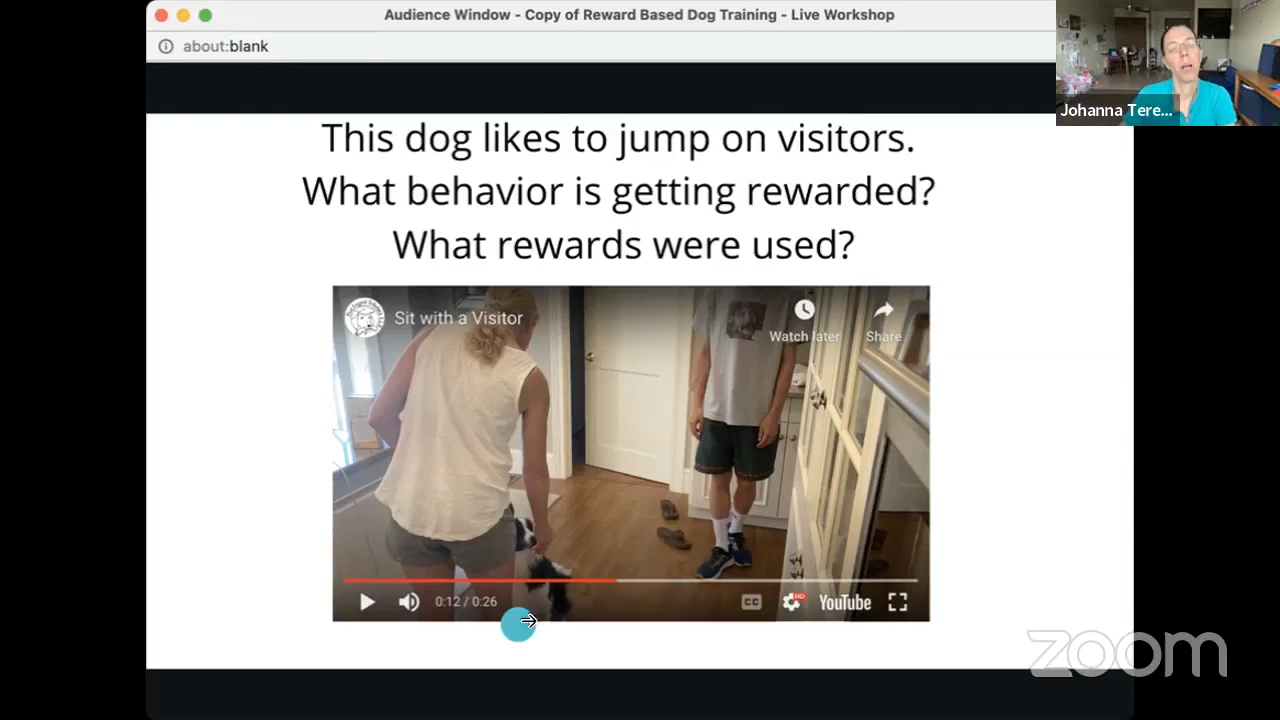 Audience Window - Copy of Reward Based Dog Training - Live Workshop
about:blank
Johanna Tere...
This dog likes to jump on visitors.
What behavior is getting rewarded?
What rewards were used?
Sit with a Visitor
Watch later
Share
0:12 / 0:26
CC
HD
YouTube
zoom